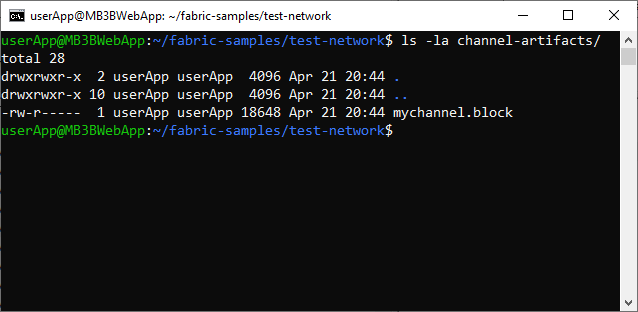 userApp@MB3BWebApp: ~/fabric-samples/test-network
userApp@MB3BWebApp:~/fabric-samples/test-network$ ls -la channel-artifacts/
total 28
drwxrwxr-x  2 userApp userApp  4096 Apr 21 20:44 .
drwxrwxr-x 10 userApp userApp  4096 Apr 21 20:44 ..
-rw-r-----  1 userApp userApp 18648 Apr 21 20:44 mychannel.block
userApp@MB3BWebApp:~/fabric-samples/test-network$